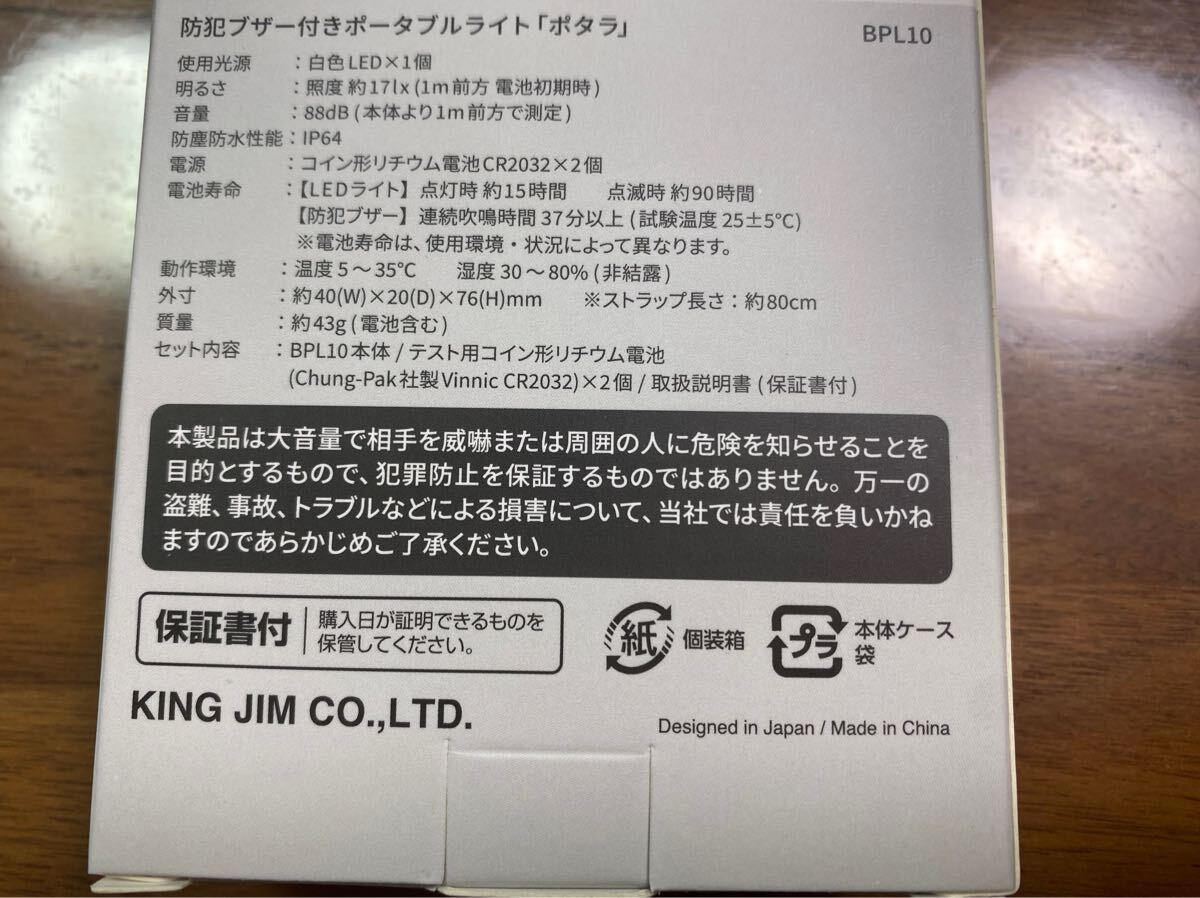 防犯ブザー付きポータブルライト「ポタラ」 BPL10
使用光源 : 白色LED×1個
明るさ : 照度 約17lx (1m前方 電池初期時)
音量 : 88dB (本体より1m前方で測定)
防塵防水性能 : IP64
電源 : コイン形リチウム電池CR2032×2個
電池寿命 :【LEDライト】点灯時 約15時間 点滅時 約90時間
【防犯ブザー】連続吹鳴時間 37分以上 (試験温度 25±5℃)
※電池寿命は、使用環境・状況によって異なります。
動作環境 : 温度 5～35℃ 湿度 30～80% (非結露)
外寸 : 約40(W)×20(D)×76(H)mm ※ストラップ長さ：約80cm
質量 : 約43g (電池含む)
セット内容 : BPL10本体 / テスト用コイン形リチウム電池
(Chung-Pak社製Vinnic CR2032)×2個 / 取扱説明書 (保証書付)
本製品は大音量で相手を威嚇または周囲の人に危険を知らせることを
目的とするもので、犯罪防止を保証するものではありません。万一の
盗難、事故、トラブルなどによる損害について、当社では責任を負いかね
ますのであらかじめご了承ください。
保証書付 購入日が証明できるものを
保管してください。
紙 個装箱
プラ 本体ケース
袋
KING JIM CO.,LTD.
Designed in Japan / Made in China